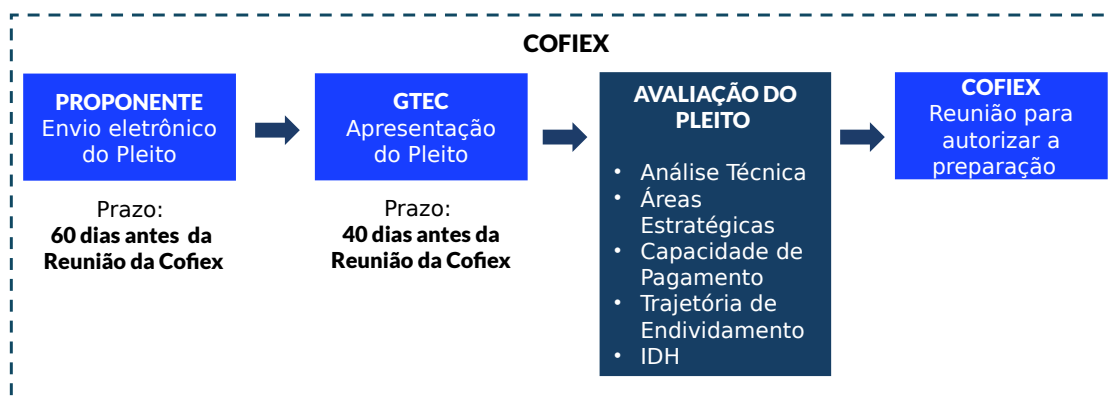 COFIEX
PROPONENTE
Envio eletrônico
do Pleito
Prazo:
60 dias antes da
Reunião da Cofiex
GTEC
Apresentação
do Pleito
Prazo:
40 dias antes da
Reunião da Cofiex
AVALIAÇÃO DO
PLEITO
• Análise Técnica
• Áreas
Estratégicas
• Capacidade de
Pagamento
• Trajetória de
Endividamento
• IDH
COFIEX
Reunião para
autorizar a
preparação